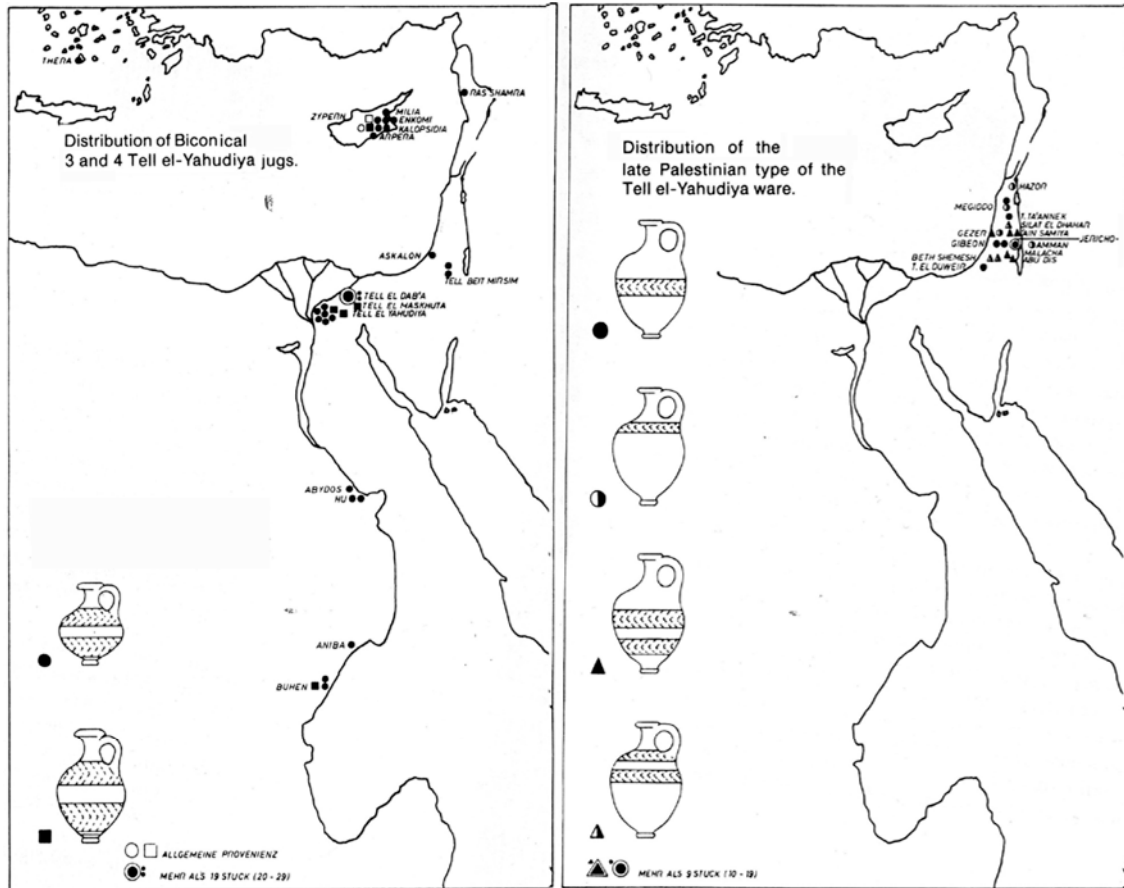 THERA
RAS SHAMRA
ZYPERN
MILIA
ENKOMI
KALOPSIDIA
ARPERA
Distribution of Biconical
3 and 4 Tell el-Yahudiya jugs.
ASKALON
TELL BEIT MIRSIM
TELL EL DAB'A
TELL EL MASKHUTA
TELL EL YAHUDIYA
ABYDOS
HU
ANIBA
BUHEN
ALLGEMEINE PROVENIENZ
MEHR ALS 19 STUCK (20 - 29)
Distribution of the
late Palestinian type of the
Tell el-Yahudiya ware.
HAZOR
MEGIDDO
T. TA'ANNEK
SILAT EL DHAHAR
GEZER
AIN SAMIYA
JERICHO
GIBEON
AMMAN
MALACHA
BETH SHEMESH
ABU DIS
T. EL DUWEIR
MEHR ALS 9 STUCK (10 - 19)